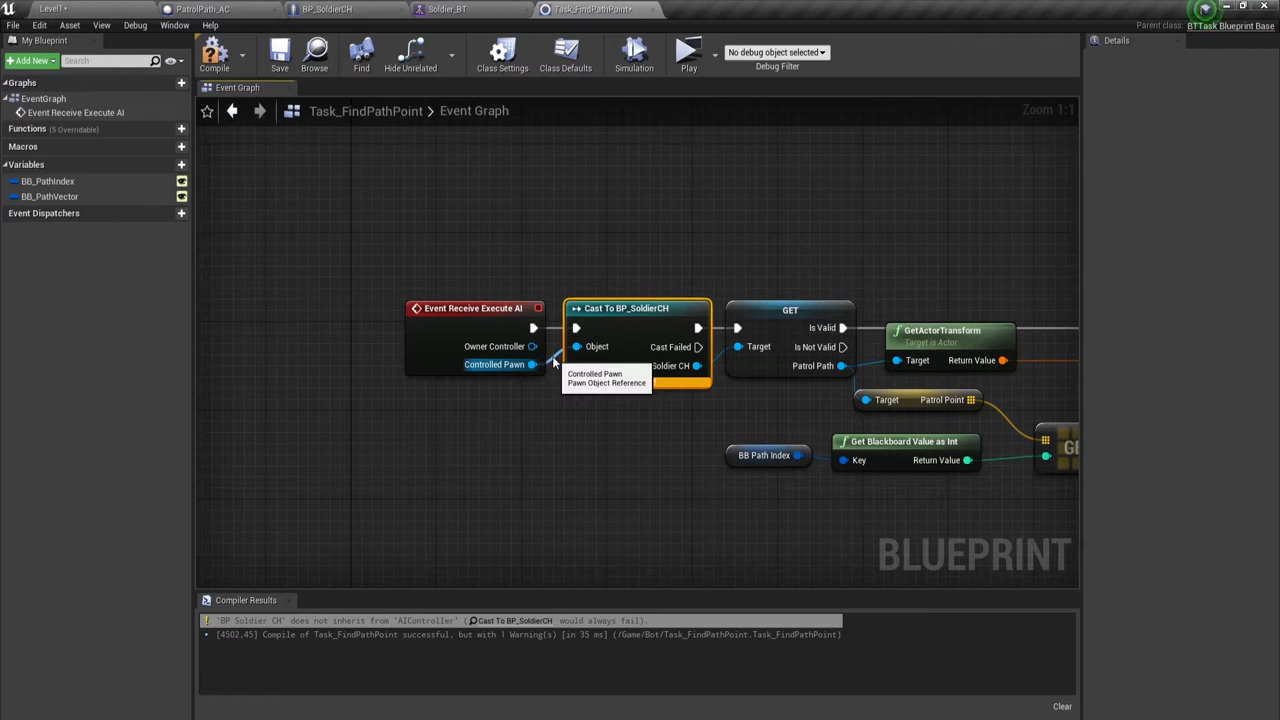 Level1*
PatrolPath_AC
BP_SoldierCH
Soldier_BT
Task_FindPathPoint*
File
Edit
Asset
View
Debug
Window
Help
Parent class:
BTTask Blueprint Base
My Blueprint
+ Add New
Search
Compile
Save
Browse
Find
Hide Unrelated
Class Settings
Class Defaults
Simulation
Play
No debug object selected
Debug Filter
Details
Graphs
EventGraph
Event Receive Execute AI
Functions (5 Overridable)
Macros
Variables
BB_PathIndex
BB_PathVector
Event Dispatchers
Event Graph
Task_FindPathPoint > Event Graph
Zoom 1:1
Event Receive Execute AI
Owner Controller
Controlled Pawn
Cast To BP_SoldierCH
Object
Cast Failed
Soldier CH
Controlled Pawn
Pawn Object Reference
GET
Is Valid
Target
Is Not Valid
Patrol Path
GetActorTransform
Target is Actor
Target
Return Value
Target
Patrol Point
BB Path Index
Get Blackboard Value as Int
Key
Return Value
GE
BLUEPRINT
Compiler Results
'BP Soldier CH' does not inherit from 'AIController' ( Cast To BP_SoldierCH would always fail).
[4502.45] Compile of Task_FindPathPoint successful, but with 1 Warning(s) [in 35 ms] (/Game/Bot/Task_FindPathPoint.Task_FindPathPoint)
Clear